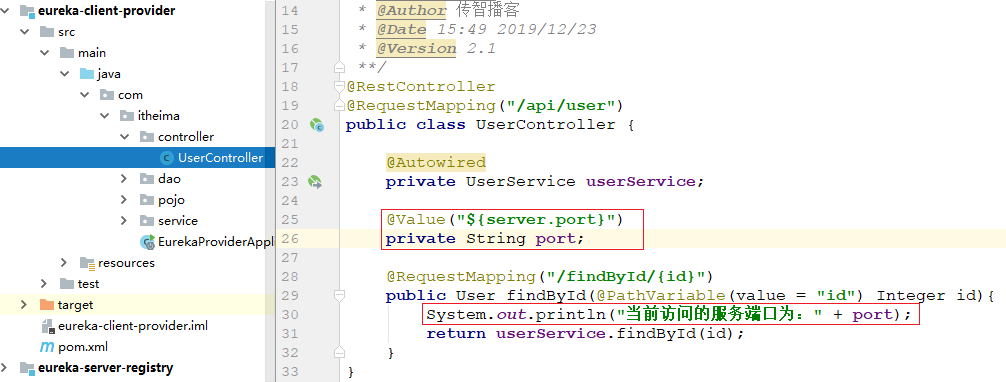 eureka-client-provider
src
main
java
com
itheima
controller
UserController
dao
pojo
service
EurekaProviderAppl
resources
test
target
eureka-client-provider.iml
pom.xml
eureka-server-registry
14 * @Author 传智播客
15 * @Date 15:49 2019/12/23
16 * @Version 2.1
17 **/
18 @RestController
19 @RequestMapping("/api/user")
20 public class UserController {
21
22 @Autowired
23 private UserService userService;
24
25 @Value("${server.port}")
26 private String port;
27
28 @RequestMapping("/findById/{id}")
29 public User findById(@PathVariable(value = "id") Integer id){
30 System.out.println("当前访问的服务端口为：" + port);
31 return userService.findById(id);
32 }
33 }